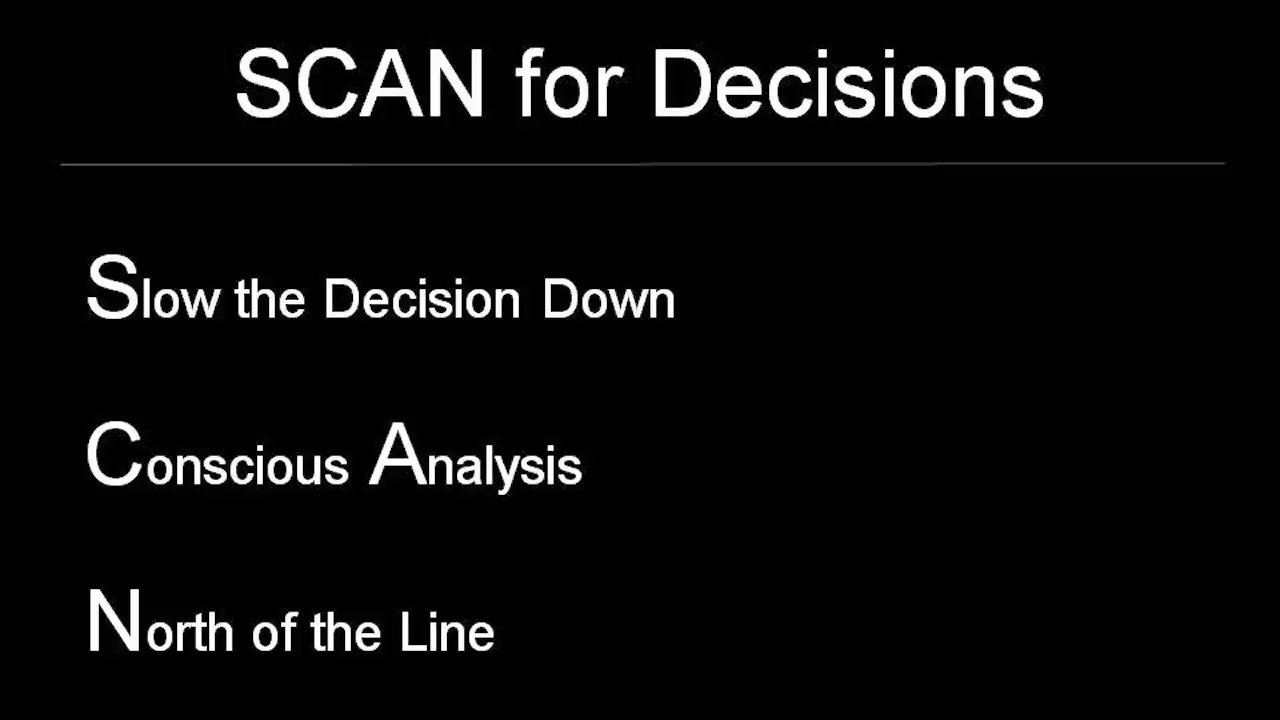 SCAN for Decisions
Slow the Decision Down
Conscious Analysis
North of the Line